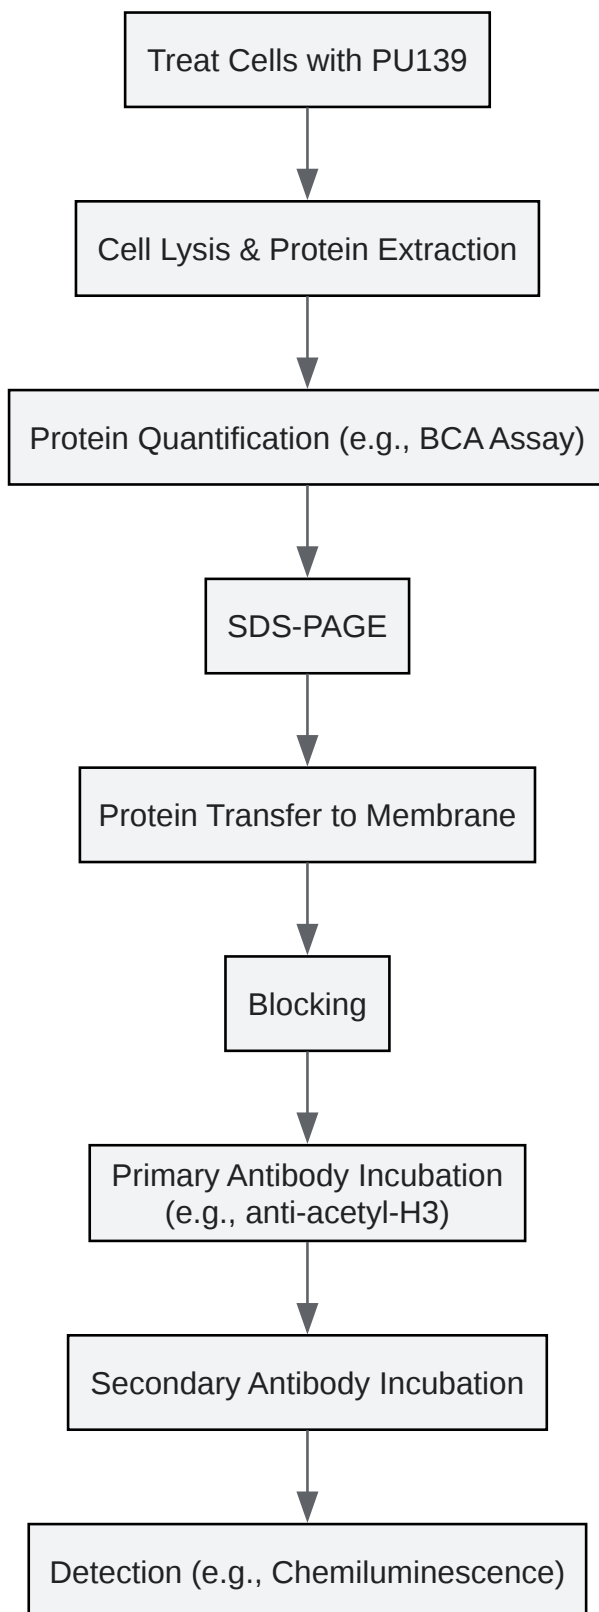 Treat Cells with PU139
Cell Lysis & Protein Extraction
Protein Quantification (e.g., BCA Assay)
SDS-PAGE
Protein Transfer to Membrane
Blocking
Primary Antibody Incubation
(e.g., anti-acetyl-H3)
Secondary Antibody Incubation
Detection (e.g., Chemiluminescence)